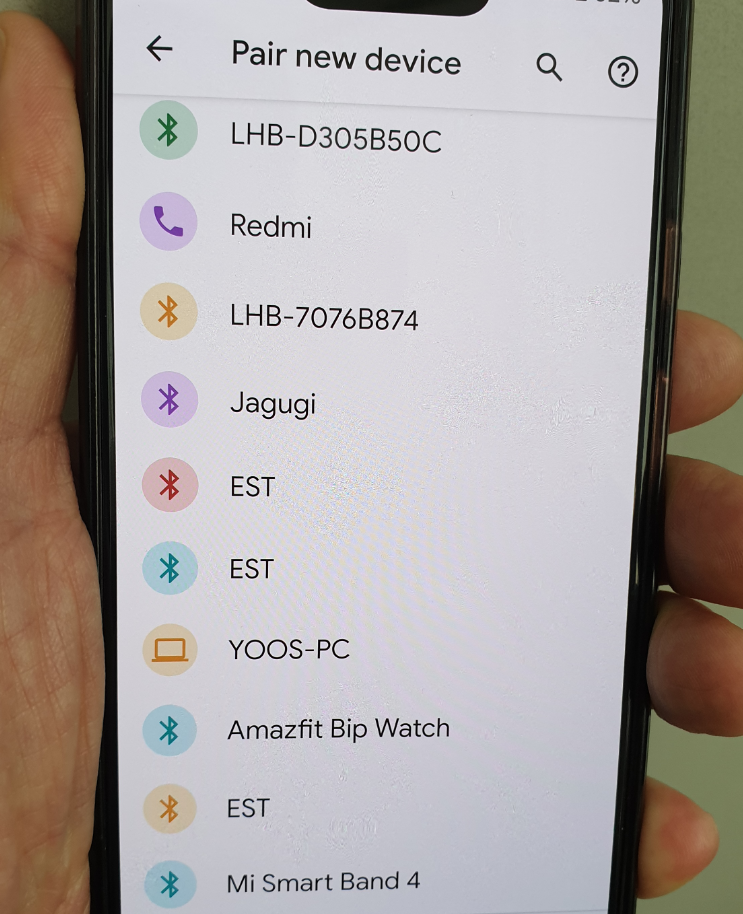 Pair new device
LHB-D305B50C
Redmi
LHB-7076B874
Jagugi
EST
EST
YOOS-PC
Amazfit Bip Watch
EST
Mi Smart Band 4